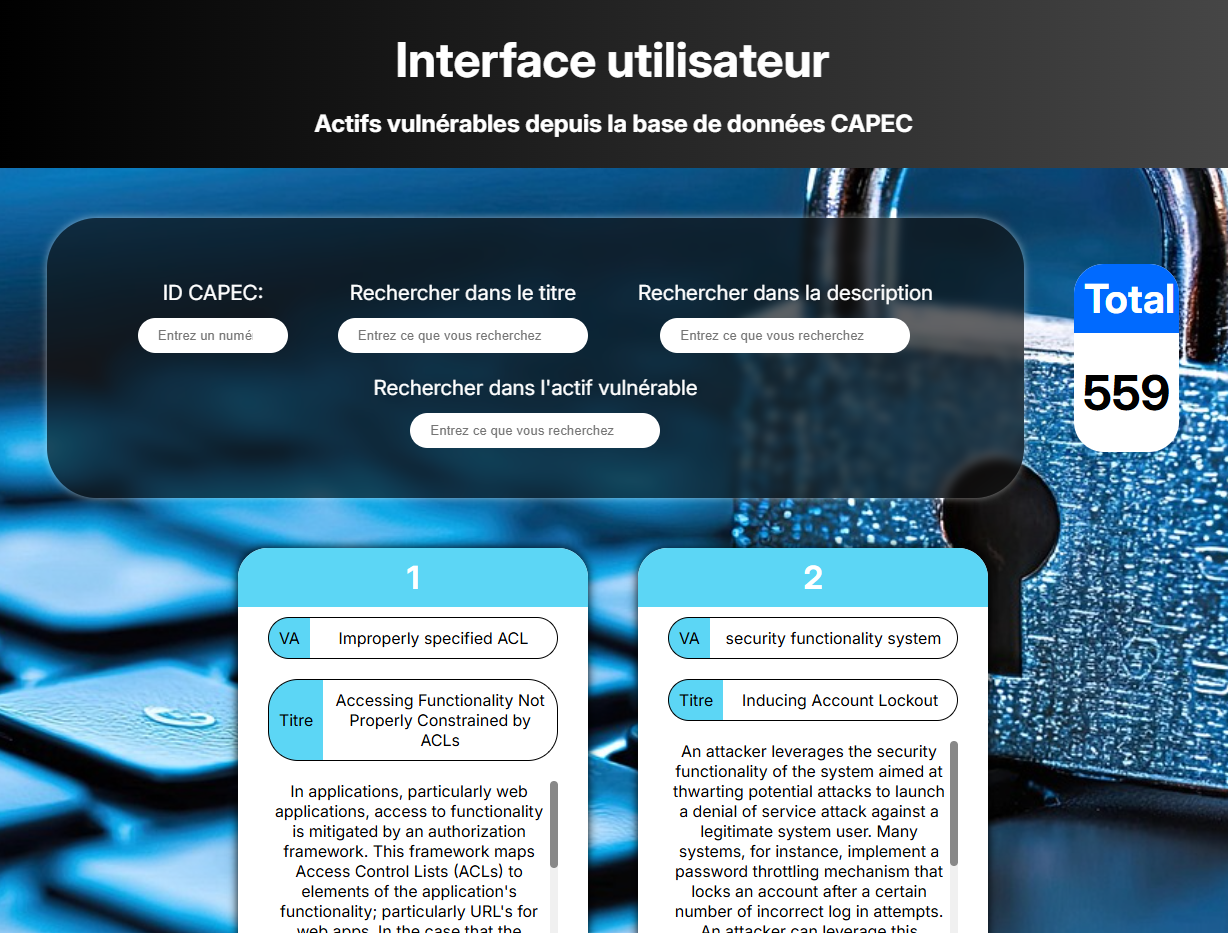 Interface utilisateur
Actifs vulnérables depuis la base de données CAPEC
ID CAPEC:
Entrez un numé
Rechercher dans le titre
Entrez ce que vous recherchez
Rechercher dans la description
Entrez ce que vous recherchez
Rechercher dans l'actif vulnérable
Entrez ce que vous recherchez
Total
559
1
VA
Improperly specified ACL
Titre
Accessing Functionality Not
Properly Constrained by
ACLs
In applications, particularly web
applications, access to functionality
is mitigated by an authorization
framework. This framework maps
Access Control Lists (ACLs) to
elements of the application's
functionality; particularly URL's for
web apps. In the case that the
2
VA
security functionality system
Titre
Inducing Account Lockout
An attacker leverages the security
functionality of the system aimed at
thwarting potential attacks to launch
a denial of service attack against a
legitimate system user. Many
systems, for instance, implement a
password throttling mechanism that
locks an account after a certain
number of incorrect log in attempts.
An attacker can leverage this